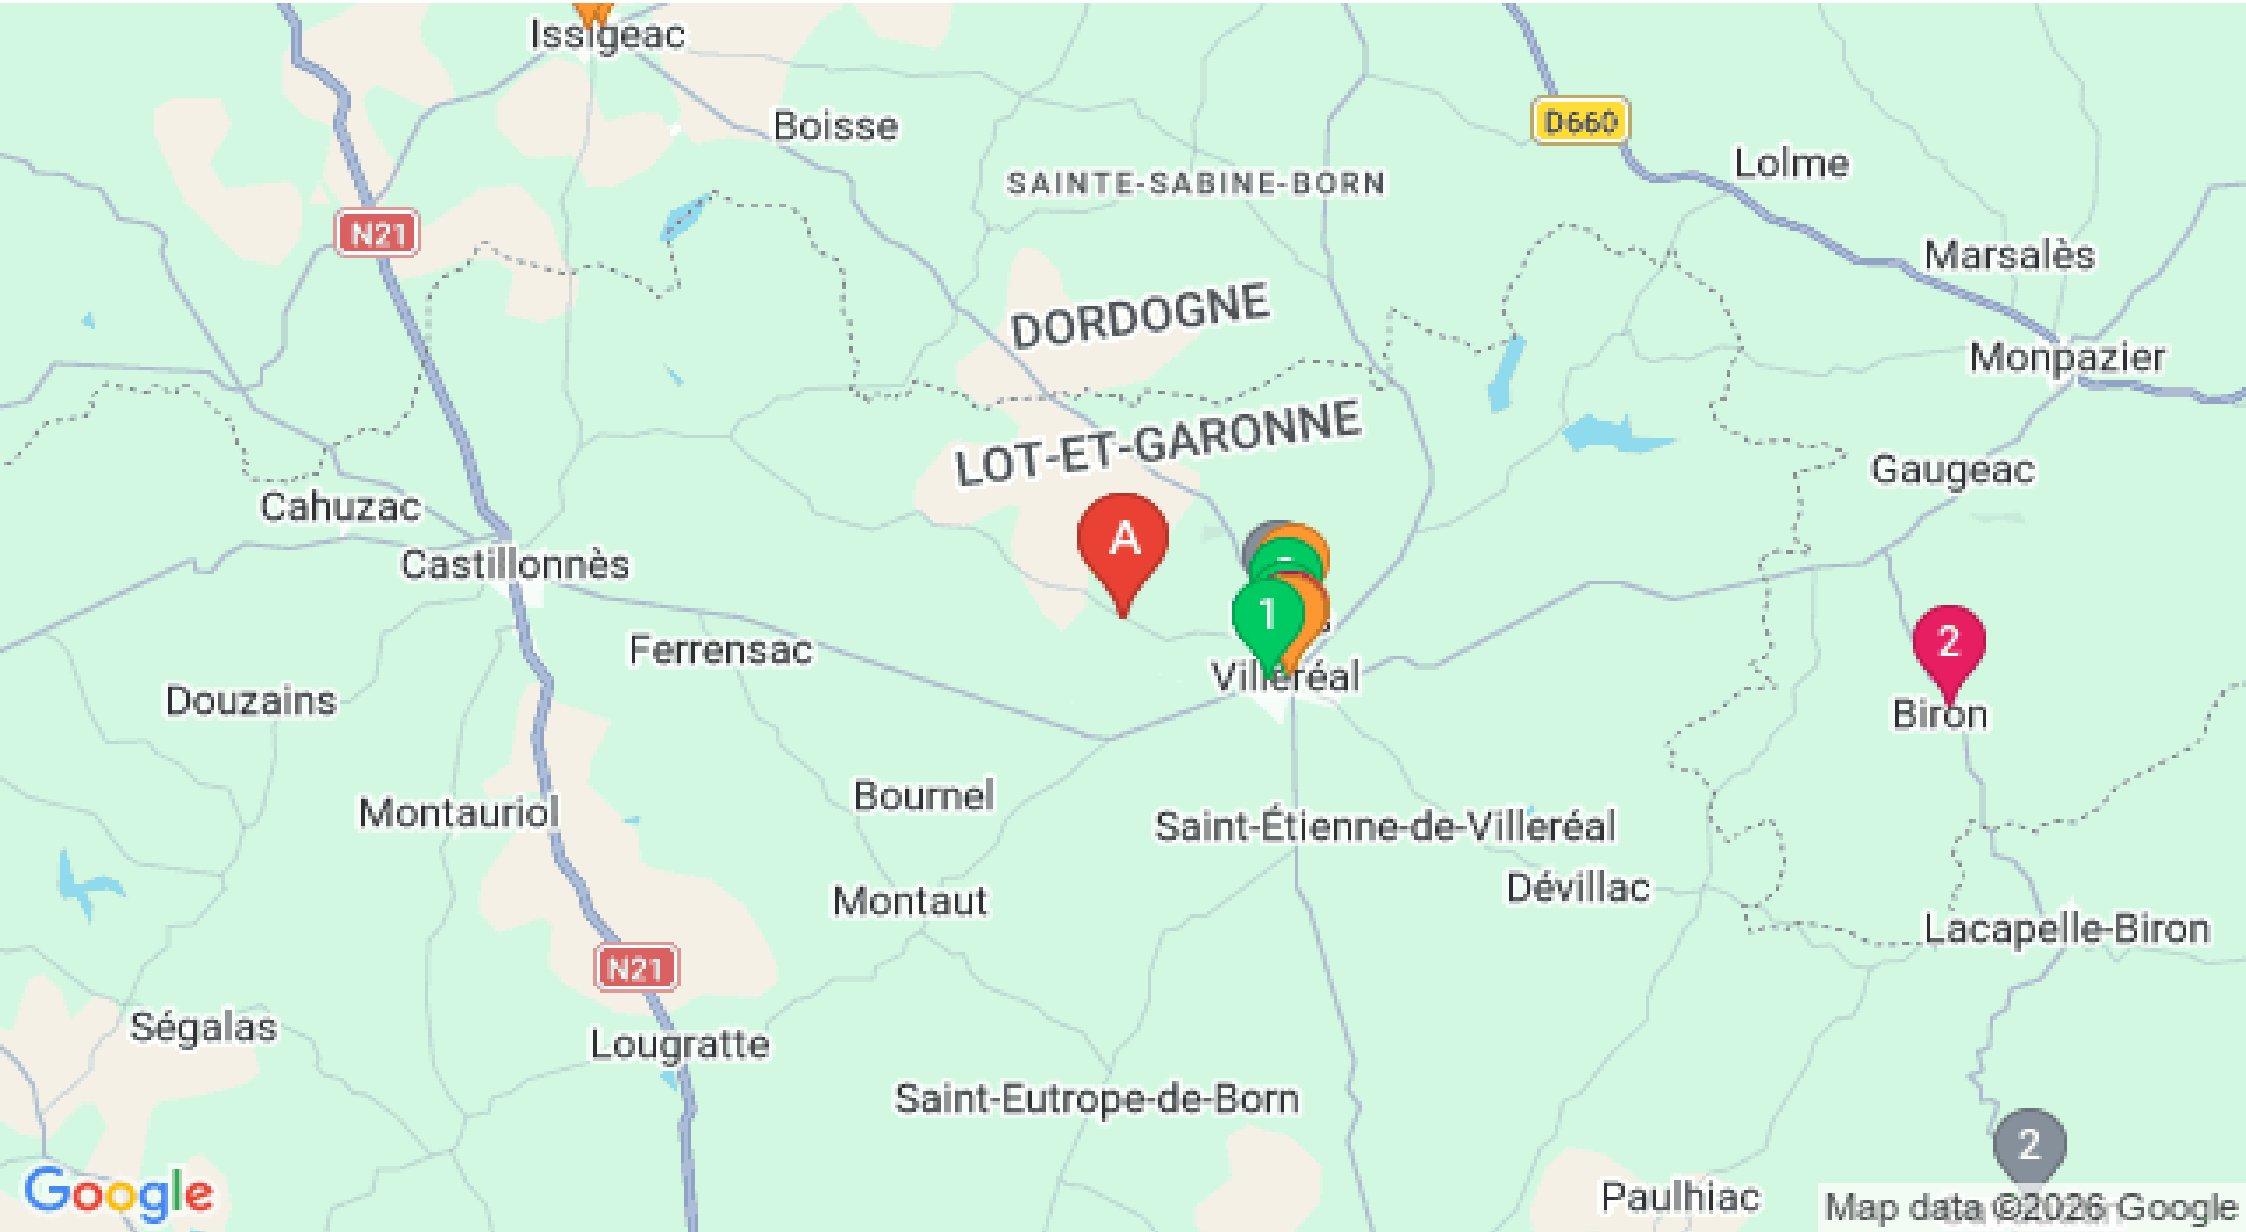 Issigeac
Boisse
D660
Lolme
SAINTE-SABINE-BORN
N21
Marsalès
DORDOGNE
Monpazier
LOT-ET-GARONNE
Gaugeac
Cahuzac
A
Castillonnès
1
2
Ferrensac
Villeréal
Douzains
Biron
Bournel
Montauriol
Saint-Étienne-de-Villeréal
Dévillac
Montaut
Lacapelle-Biron
N21
Ségalas
Lougratte
Saint-Eutrope-de-Born
2
Google
Paulhiac
Map data ©2026 Google